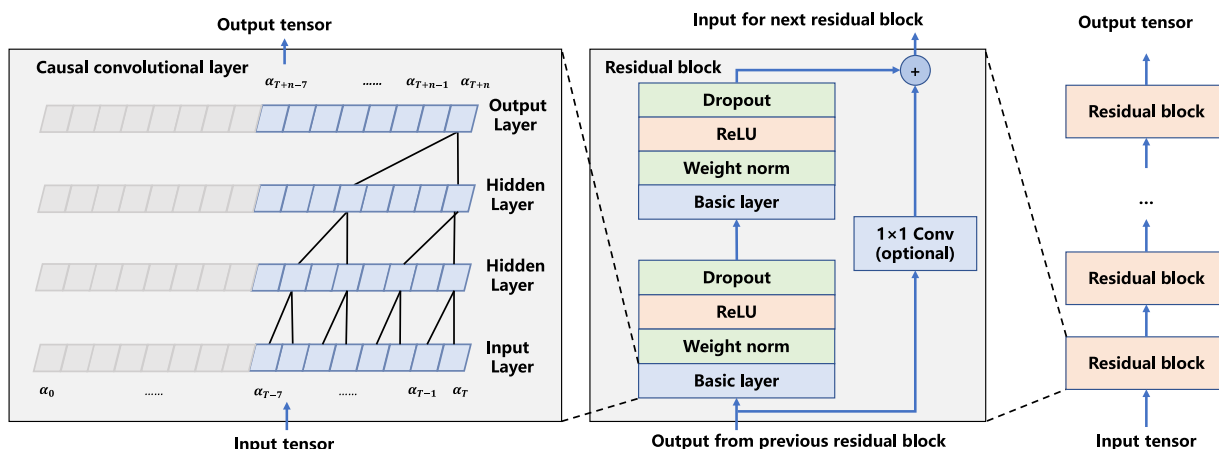 Output tensor
Causal convolutional layer
α_{T+n-7} ...... α_{T+n-1} α_{T+n}
Output
Layer
Hidden
Layer
Hidden
Layer
Input
Layer
α_0 ...... α_{T-7} ...... α_{T-1} α_T
Input tensor
Input for next residual block
Residual block
+
Dropout
ReLU
Weight norm
Basic layer
1×1 Conv
(optional)
Dropout
ReLU
Weight norm
Basic layer
Output from previous residual block
Output tensor
Residual block
...
Residual block
Residual block
Input tensor